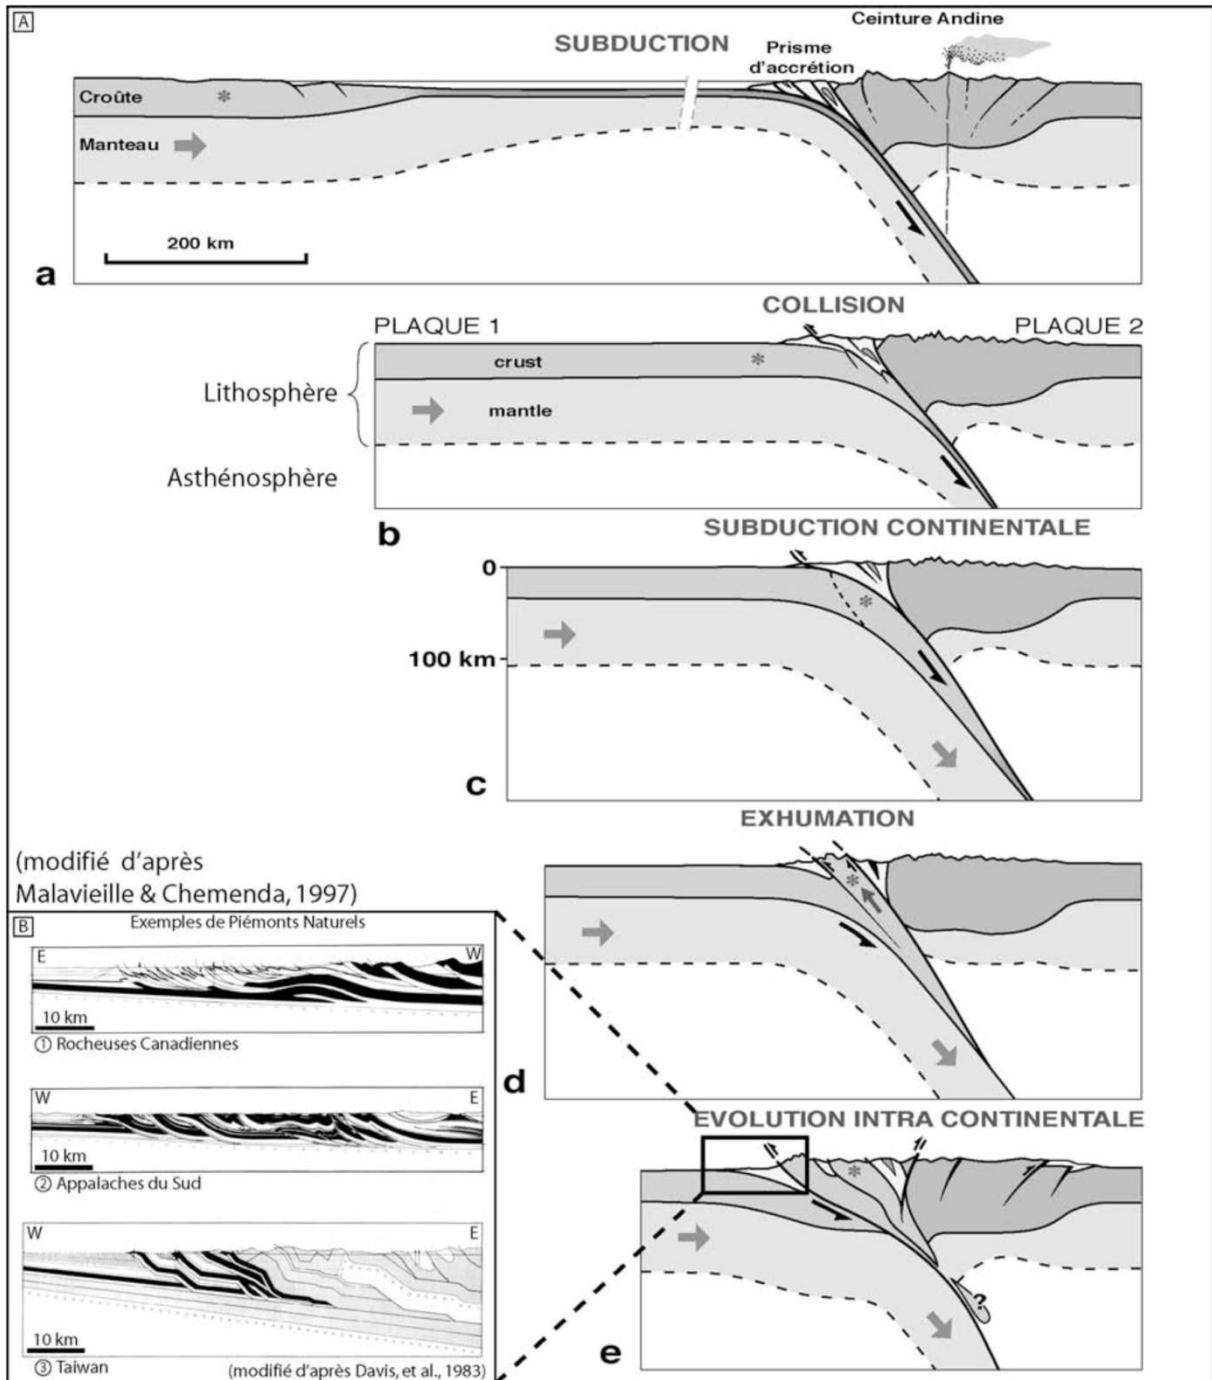 A
Ceinture Andine
SUBDUCTION
Prisme
d'accrétion
Croûte
*
Manteau
200 km
a
COLLISION
PLAQUE 1
PLAQUE 2
crust
*
Lithosphère
mantle
Asthénosphère
b
SUBDUCTION CONTINENTALE
0
*
100 km
c
EXHUMATION
(modifié d'après
Malavieille & Chemenda, 1997)
*
d
B
Exemples de Piémonts Naturels
E
W
10 km
① Rocheuses Canadiennes
W
E
10 km
② Appalaches du Sud
W
E
10 km
③ Taiwan
(modifié d'après Davis, et al., 1983)
EVOLUTION INTRA CONTINENTALE
*
?
e